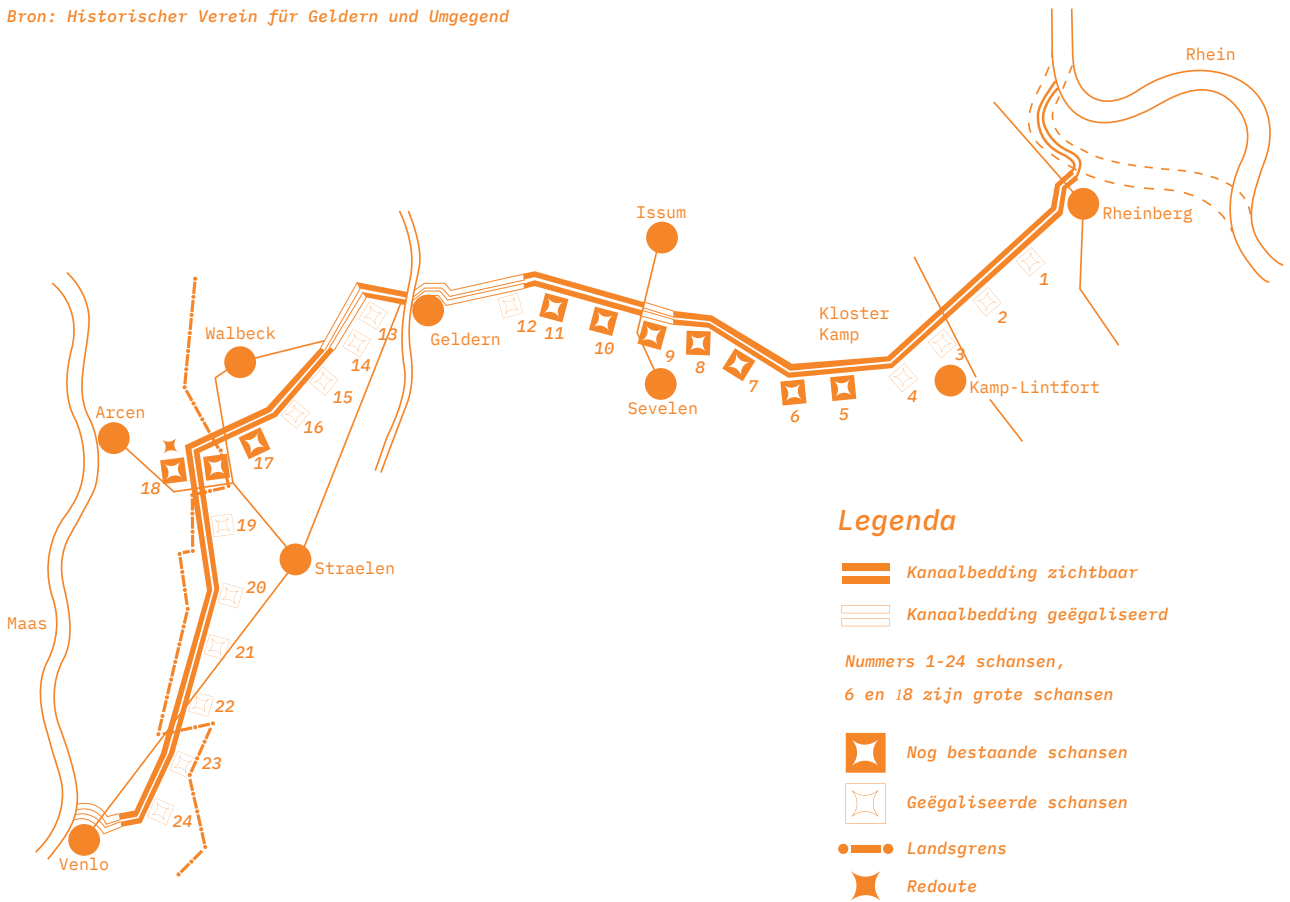 Bron: Historischer Verein für Geldern und Umgegend
Rhein
Rheinberg
Issum
1
2
Kloster
Kamp
3
Kamp-Lintfort
4
5
6
7
8
9
10
11
12
Sevelen
Geldern
13
14
15
16
17
Walbeck
Arcen
18
19
20
21
22
23
24
Straelen
Maas
Venlo
Legenda
Kanaalbedding zichtbaar
Kanaalbedding geëgaliseerd
Nummers 1-24 schansen,
6 en 18 zijn grote schansen
Nog bestaande schansen
Geëgaliseerde schansen
Landsgrens
Redoute